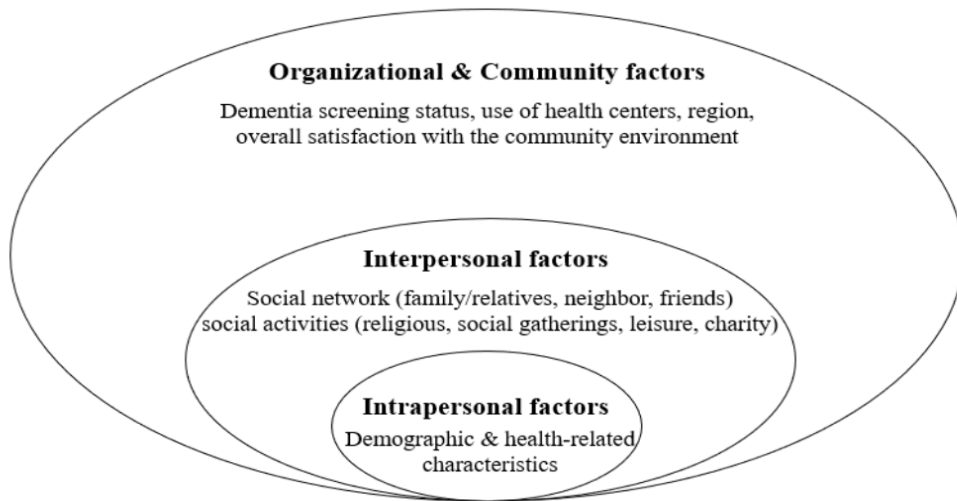 Organizational & Community factors
Dementia screening status, use of health centers, region,
overall satisfaction with the community environment
Interpersonal factors
Social network (family/relatives, neighbor, friends)
social activities (religious, social gatherings, leisure, charity)
Intrapersonal factors
Demographic & health-related
characteristics